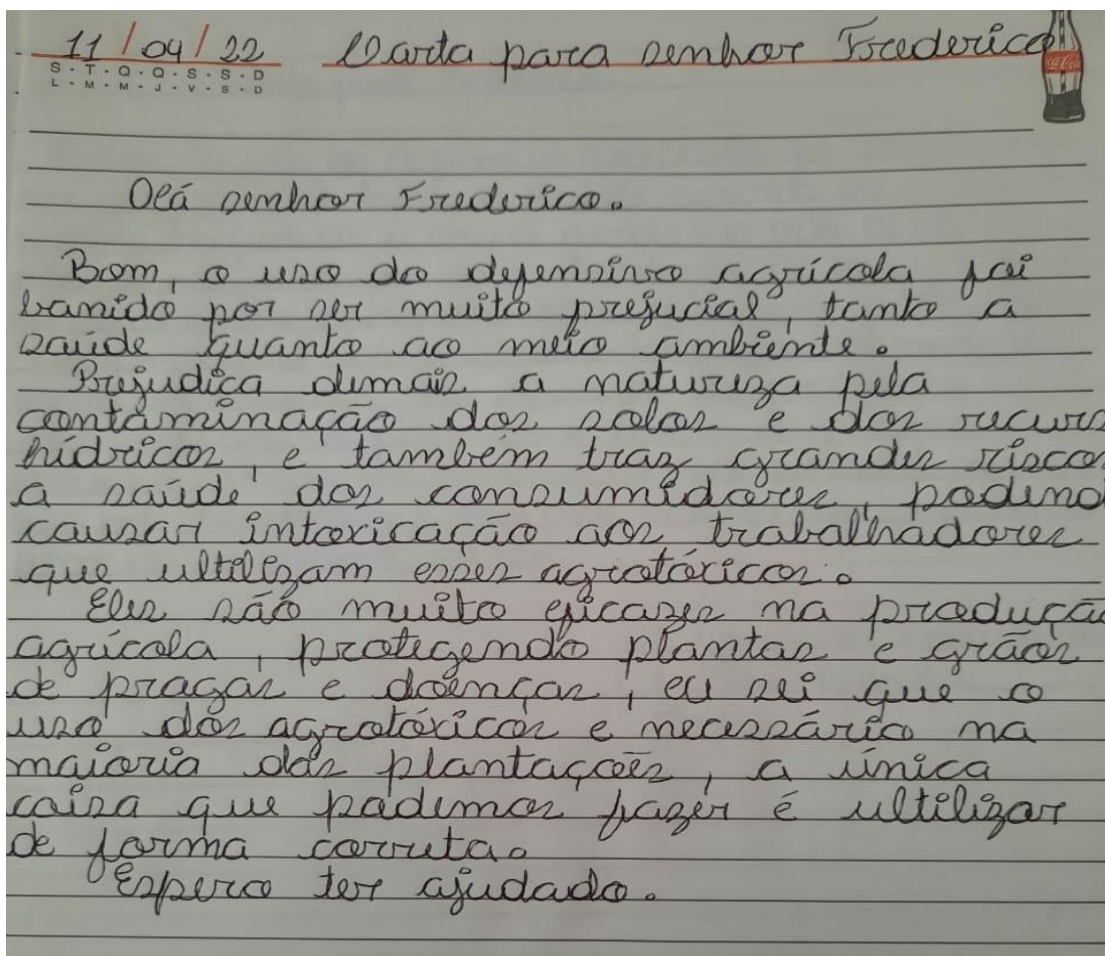 11/04/22 Carta para senhor Frederico
S · T · Q · Q · S · S · D
L · M · M · J · V · S · D
Coca-Cola
Olá senhor Frederico.
Bom, o uso do defensivo agrícola foi
banido por ser muito prejucial, tanto a
saúde quanto ao meio ambiente.
Prejudica demais a natureza pela
contaminação dos solos e dos recurs
hídricos, e também traz grandes riscos
a saúde dos consumidores, podend
causar intoxicação aos trabalhadores
que ultilizam esses agrotóxicos.
Eles são muito eficazes na produçã
agrícola, protegendo plantas e grãos
de pragas e doenças, eu sei que o
uso dos agrotóxicos e necessário na
maioria das plantações, a única
coisa que podemos fazer é ultilizar
de forma correta.
Espero ter ajudado.